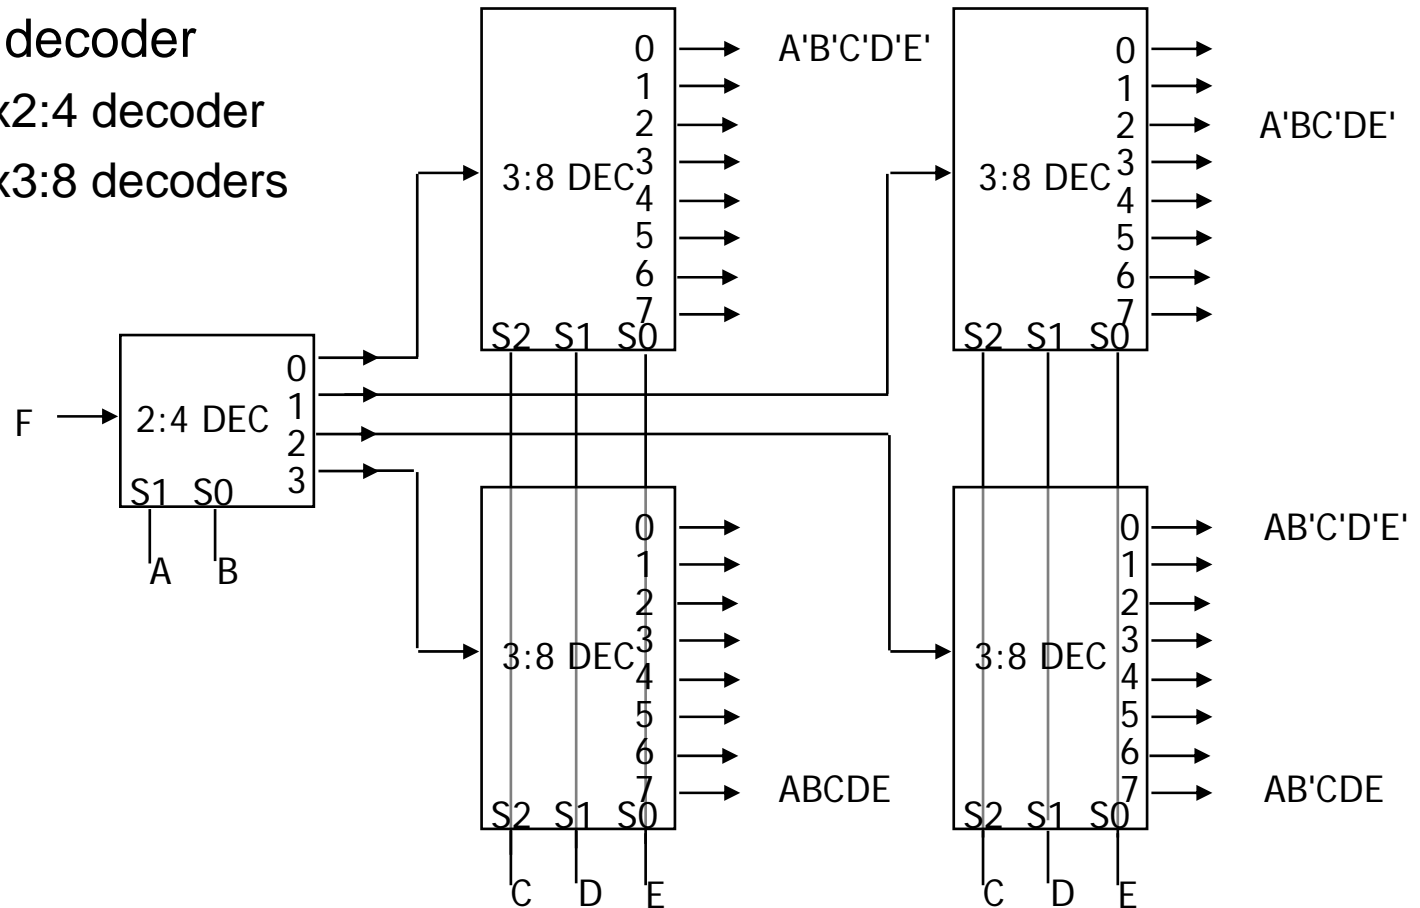 decoder
x2:4 decoder
x3:8 decoders
0 A'B'C'D'E'
1
2
3
3:8 DEC
4
5
6
7
S2 S1 S0
0
1
2 A'BC'DE'
3
3:8 DEC
4
5
6
7
S2 S1 S0
F
2:4 DEC
0
1
2
3
S1 S0
A B
0
1
2
3
3:8 DEC
4
5
6
7 ABCDE
S2 S1 S0
C D E
0 AB'C'D'E'
1
2
3
3:8 DEC
4
5
6
7 AB'CDE
S2 S1 S0
C D E